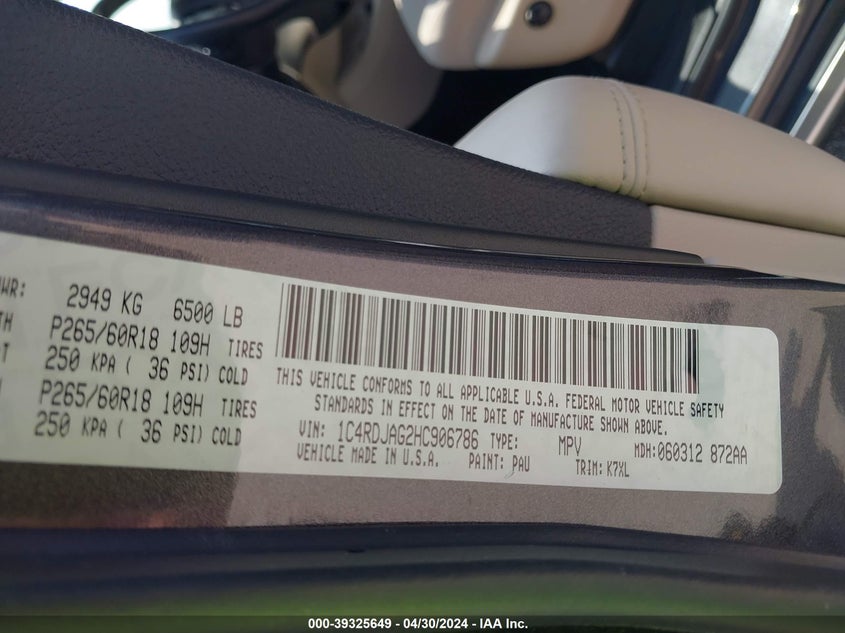 WR: 2949 KG 6500 LB
TH P265/60R18 109H TIRES
T 250 KPA ( 36 PSI) COLD
H P265/60R18 109H TIRES
250 KPA ( 36 PSI) COLD
THIS VEHICLE CONFORMS TO ALL APPLICABLE U.S.A. FEDERAL MOTOR VEHICLE SAFETY
STANDARDS IN EFFECT ON THE DATE OF MANUFACTURE SHOWN ABOVE.
VIN: 1C4RDJAG2HC906786 TYPE: MPV MDH:060312 872AA
VEHICLE MADE IN U.S.A. PAINT: PAU TRIM: K7XL
000-39325649 - 04/30/2024 - IAA Inc.